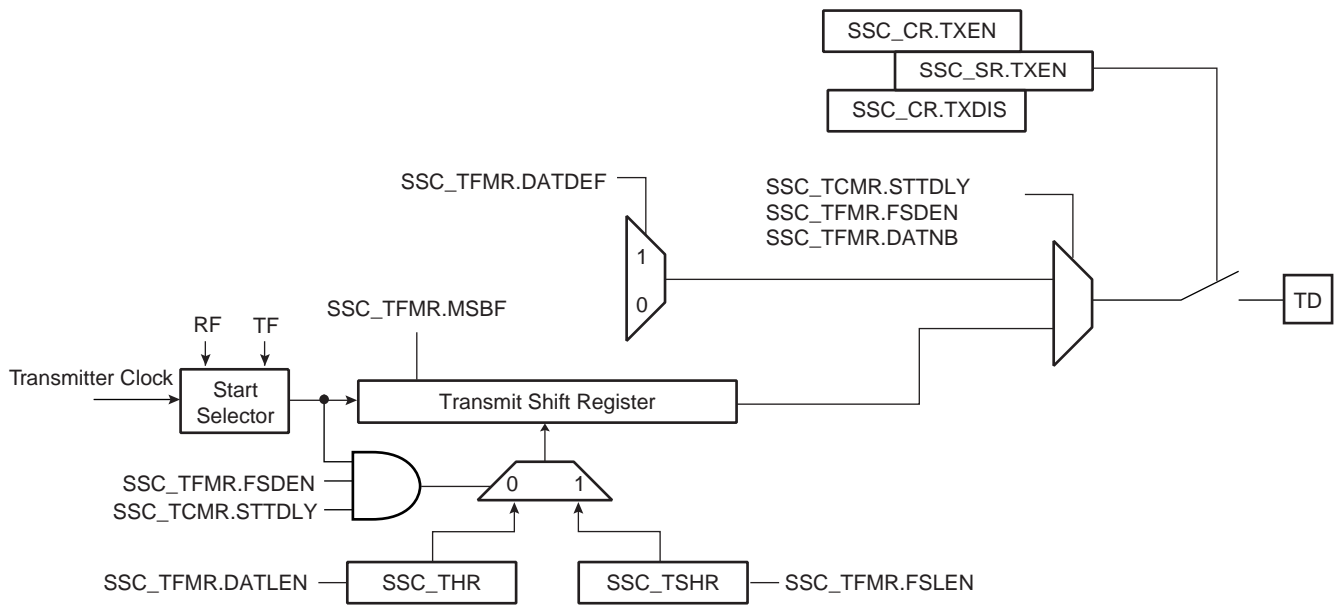 SSC_CR.TXEN
SSC_SR.TXEN
SSC_CR.TXDIS
SSC_TFMR.DATDEF
SSC_TCMR.STTDLY
SSC_TFMR.FSDEN
SSC_TFMR.DATNB
1
0
TD
SSC_TFMR.MSBF
RF TF
Transmitter Clock
Start
Selector
Transmit Shift Register
SSC_TFMR.FSDEN
SSC_TCMR.STTDLY
0 1
SSC_TFMR.DATLEN
SSC_THR
SSC_TSHR
SSC_TFMR.FSLEN